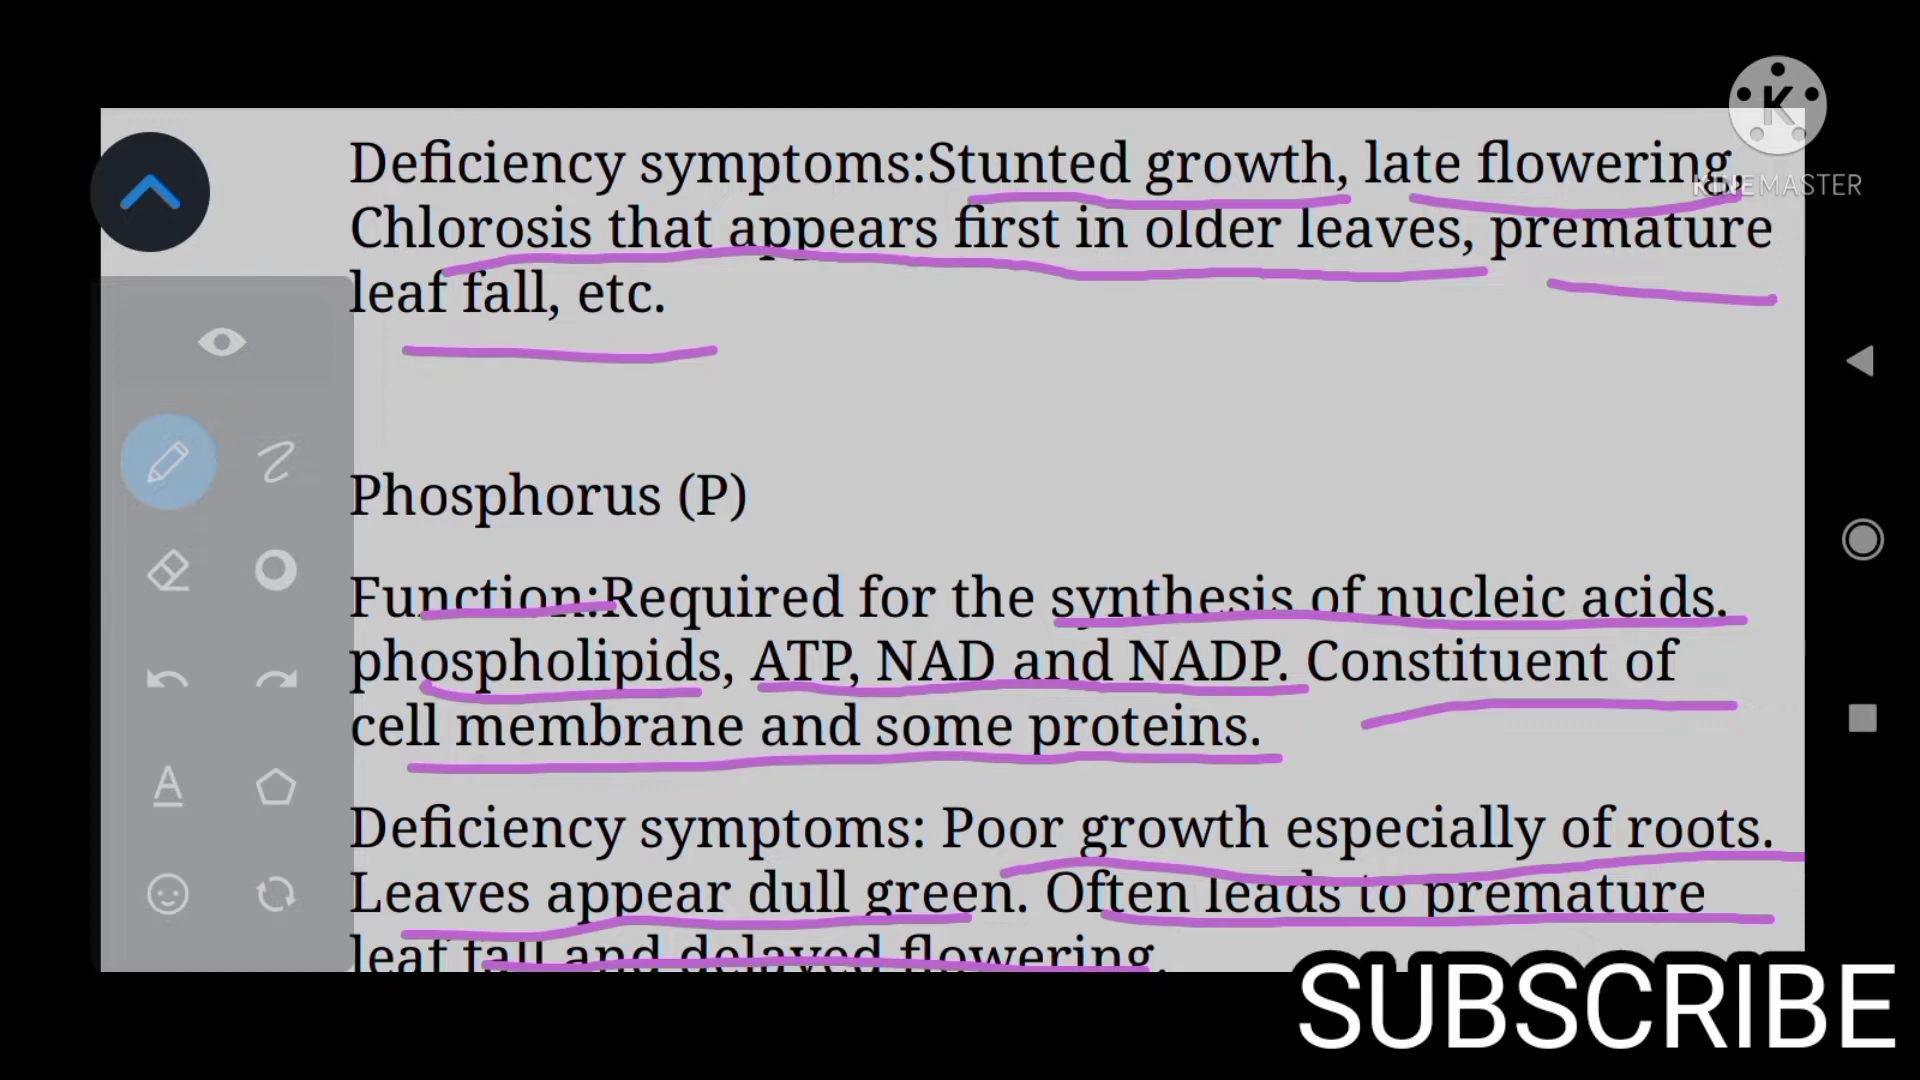 Deficiency symptoms:Stunted growth, late flowering,
Chlorosis that appears first in older leaves, premature
leaf fall, etc.
Phosphorus (P)
Function:Required for the synthesis of nucleic acids.
phospholipids, ATP, NAD and NADP. Constituent of
cell membrane and some proteins.
Deficiency symptoms: Poor growth especially of roots.
Leaves appear dull green. Often leads to premature
leaf fall and delayed flowering.
K
KINEMASTER
A
SUBSCRIBE